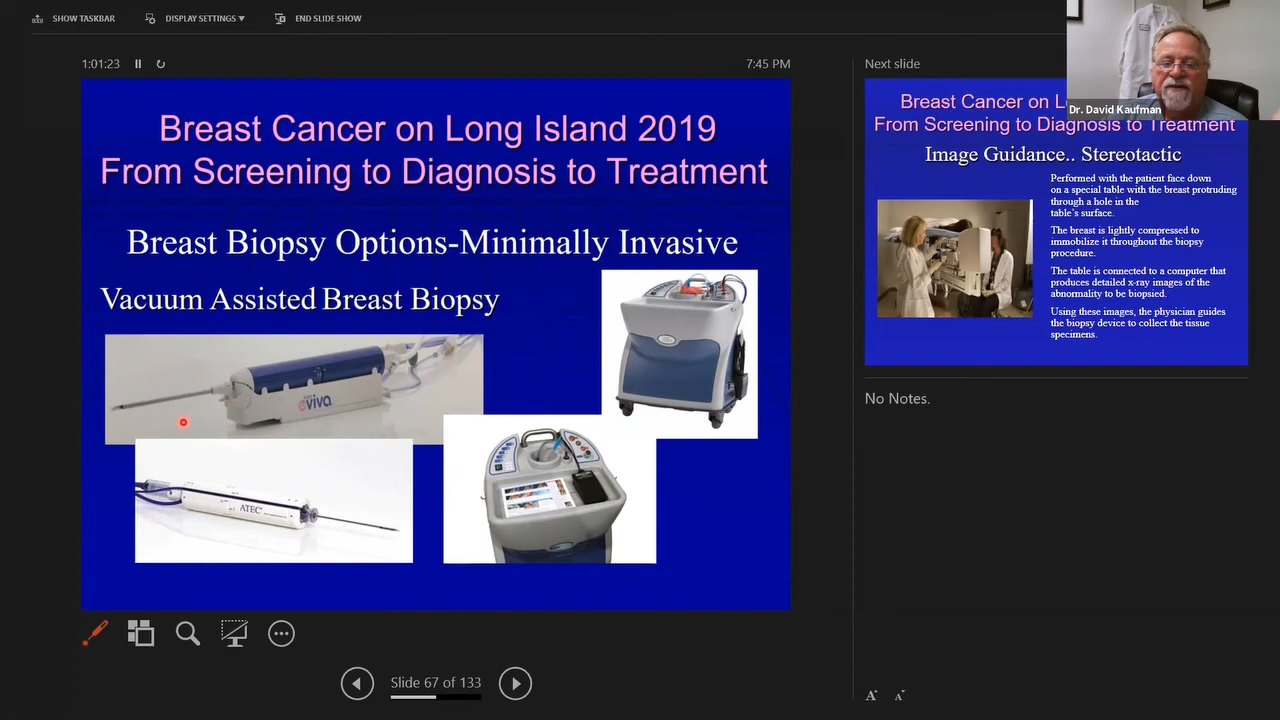 SHOW TASKBAR
DISPLAY SETTINGS ▼
END SLIDE SHOW
1:01:23
7:45 PM
Breast Cancer on Long Island 2019
From Screening to Diagnosis to Treatment
Breast Biopsy Options-Minimally Invasive
Vacuum Assisted Breast Biopsy
eviva
ATEC
Slide 67 of 133
Next slide
Dr. David Kaufman
Breast Cancer on L
From Screening to Diagnosis to Treatment
Image Guidance.. Stereotactic
Performed with the patient face down
on a special table with the breast protruding
through a hole in the
table's surface.
The breast is lightly compressed to
immobilize it throughout the biopsy
procedure.
The table is connected to a computer that
produces detailed x-ray images of the
abnormality to be biopsied.
Using these images, the physician guides
the biopsy device to collect the tissue
specimens.
No Notes.
A A